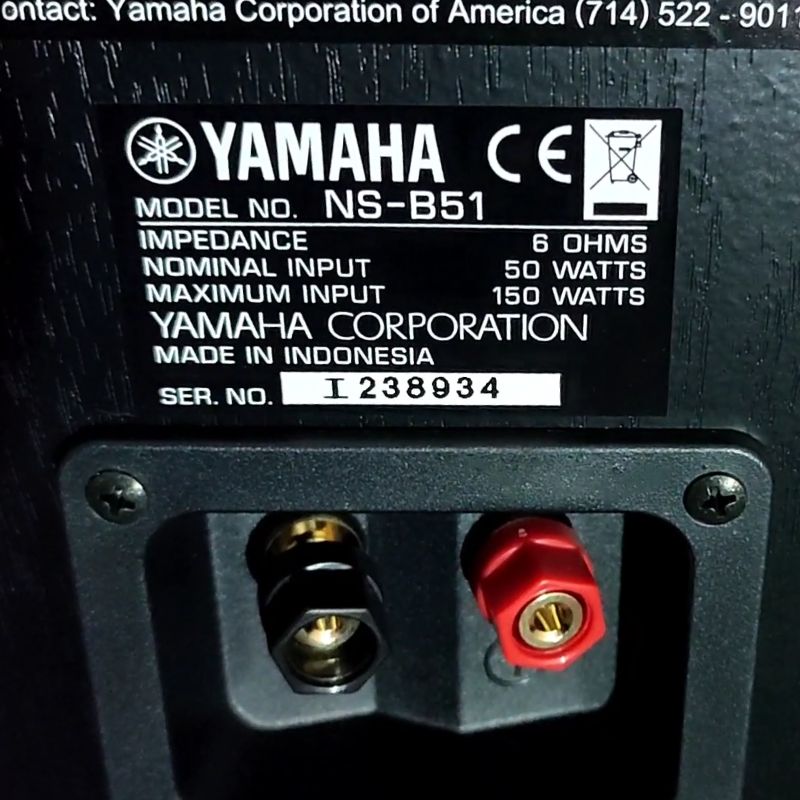 ontact: Yamaha Corporation of America (714) 522 - 9011
YAMAHA CE
MODEL NO. NS-B51
IMPEDANCE 6 OHMS
NOMINAL INPUT 50 WATTS
MAXIMUM INPUT 150 WATTS
YAMAHA CORPORATION
MADE IN INDONESIA
SER. NO. I238934